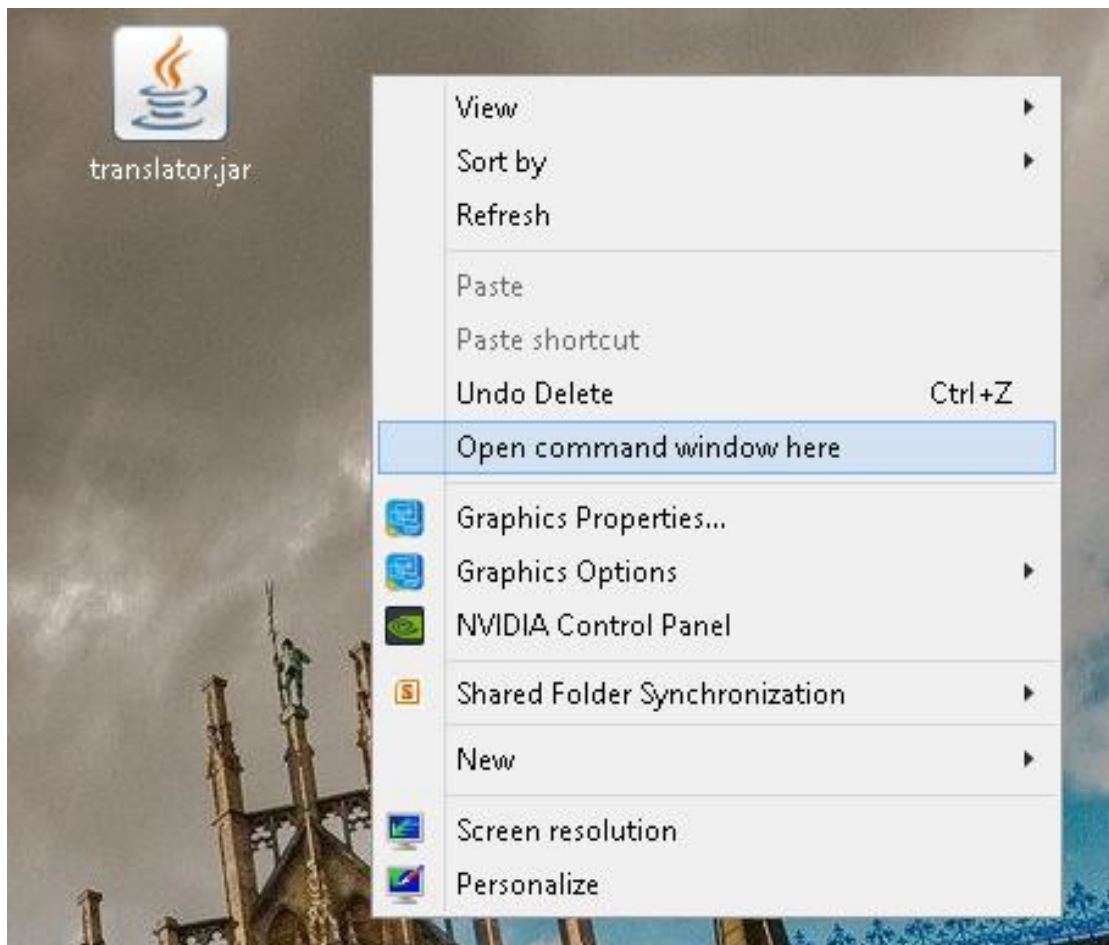 translator.jar
View
Sort by
Refresh
Paste
Paste shortcut
Undo Delete Ctrl+Z
Open command window here
Graphics Properties...
Graphics Options
NVIDIA Control Panel
S
Shared Folder Synchronization
New
Screen resolution
Personalize